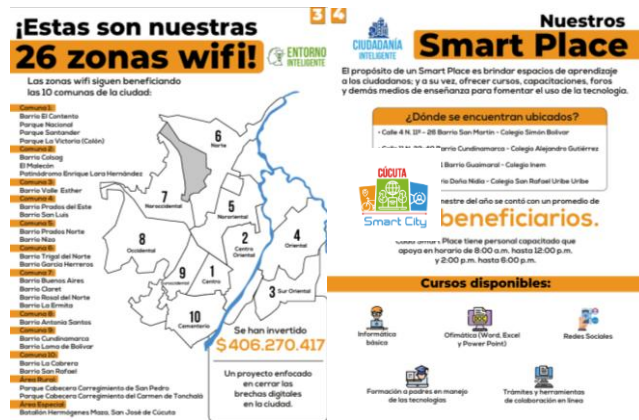 ¡Estas son nuestras
26 zonas wifi!
ENTORNO
INTELIGENTE
3
Las zonas wifi siguen beneficiando
las 10 comunas de la ciudad:
Comuna 1:
Barrio El Contento
Parque Nacional
Parque Santander
Parque La Victoria (Colón)
Comuna 2:
Barrio Colsag
El Malecón
Patinódromo Enrique Lara Hernández
Comuna 3:
Barrio Valle Esther
Comuna 4:
Barrio Prados del Este
Barrio San Luis
Comuna 5:
Barrio Prados Norte
Barrio Niza
Comuna 6:
Barrio Trigal del Norte
Barrio García Herreros
Comuna 7:
Barrio Buenos Aires
Barrio Claret
Barrio Rosal del Norte
Barrio La Ermita
Comuna 8:
Barrio Antonia Santos
Comuna 9:
Barrio Cundinamarca
Barrio Loma de Bolívar
Comuna 10:
Barrio La Cabrera
Barrio San Rafael
Área Rural:
Parque Cabecera Corregimiento de San Pedro
Parque Cabecera Corregimiento del Carmen de Tonchalá
Área Especial:
Batallón Hermógenes Maza, San José de Cúcuta
6
Norte
7
Noroccidental
5
Nororiental
8
Occidental
2
Centro
Oriental
4
Oriental
9
1
Centro
3 Sur Oriental
10
Cementerio
Se han invertido
$406.270.417
Un proyecto enfocado
en cerrar las
brechas digitales
en la ciudad.
4
CIUDADANÍA
INTELIGENTE
Nuestros
Smart Place
El propósito de un Smart Place es brindar espacios de aprendizaje
a los ciudadanos; y a su vez, ofrecer cursos, capacitaciones, foros
y demás medios de enseñanza para fomentar el uso de la tecnología.
¿Dónde se encuentran ubicados?
• Calle 4 N. 11ª - 26 Barrio San Martín - Colegio Simón Bolívar
Barrio Cundinamarca - Colegio Alejandro Gutiérrez
Barrio Guaimaral - Colegio Inem
Barrio Doña Nidia - Colegio San Rafael Uribe Uribe
CÚCUTA
Smart City
mestre del año se contó con un promedio de
beneficiarios.
Cada Smart Place tiene personal capacitado que
apoya en horario de 8:00 a.m. hasta 12:00 p.m.
y 2:00 p.m. hasta 6:00 p.m.
Cursos disponibles:
Informática
básica
Ofimática (Word, Excel
y Power Point)
Redes Sociales
Formación a padres en manejo
de las tecnologías
Trámites y herramientas
de colaboración en línea